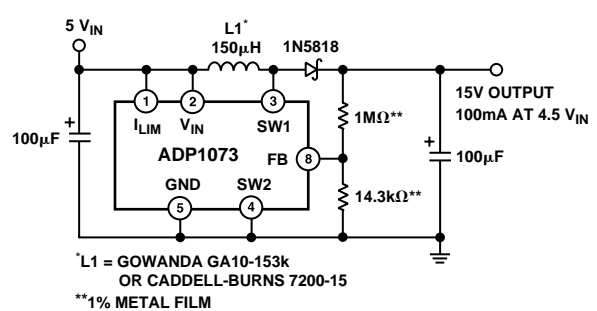 5 V_IN
L1*
150μH
1N5818
15V OUTPUT
100mA AT 4.5 V_IN
1
2
3
I_LIM
V_IN
SW1
1MΩ**
100μF
+
ADP1073
FB
8
+
100μF
GND
SW2
14.3kΩ**
5
4
*L1 = GOWANDA GA10-153k
OR CADDELL-BURNS 7200-15
**1% METAL FILM